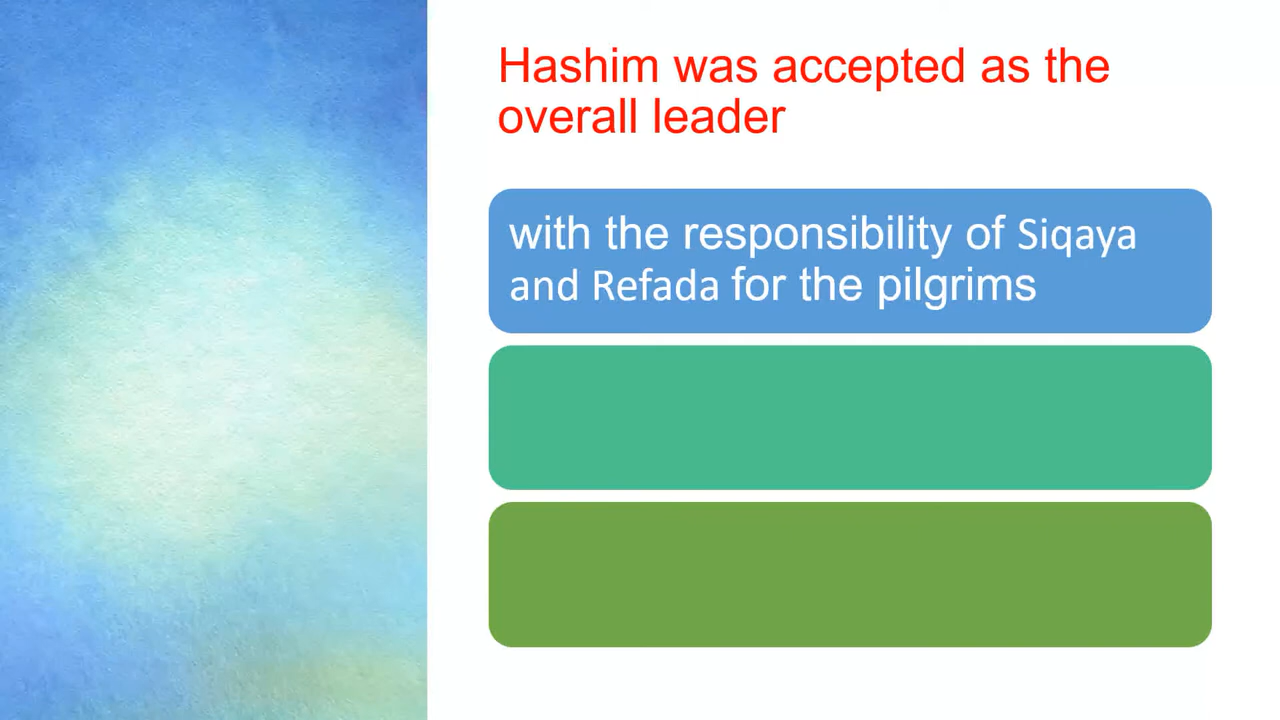 Hashim was accepted as the
overall leader
with the responsibility of Siqaya
and Refada for the pilgrims